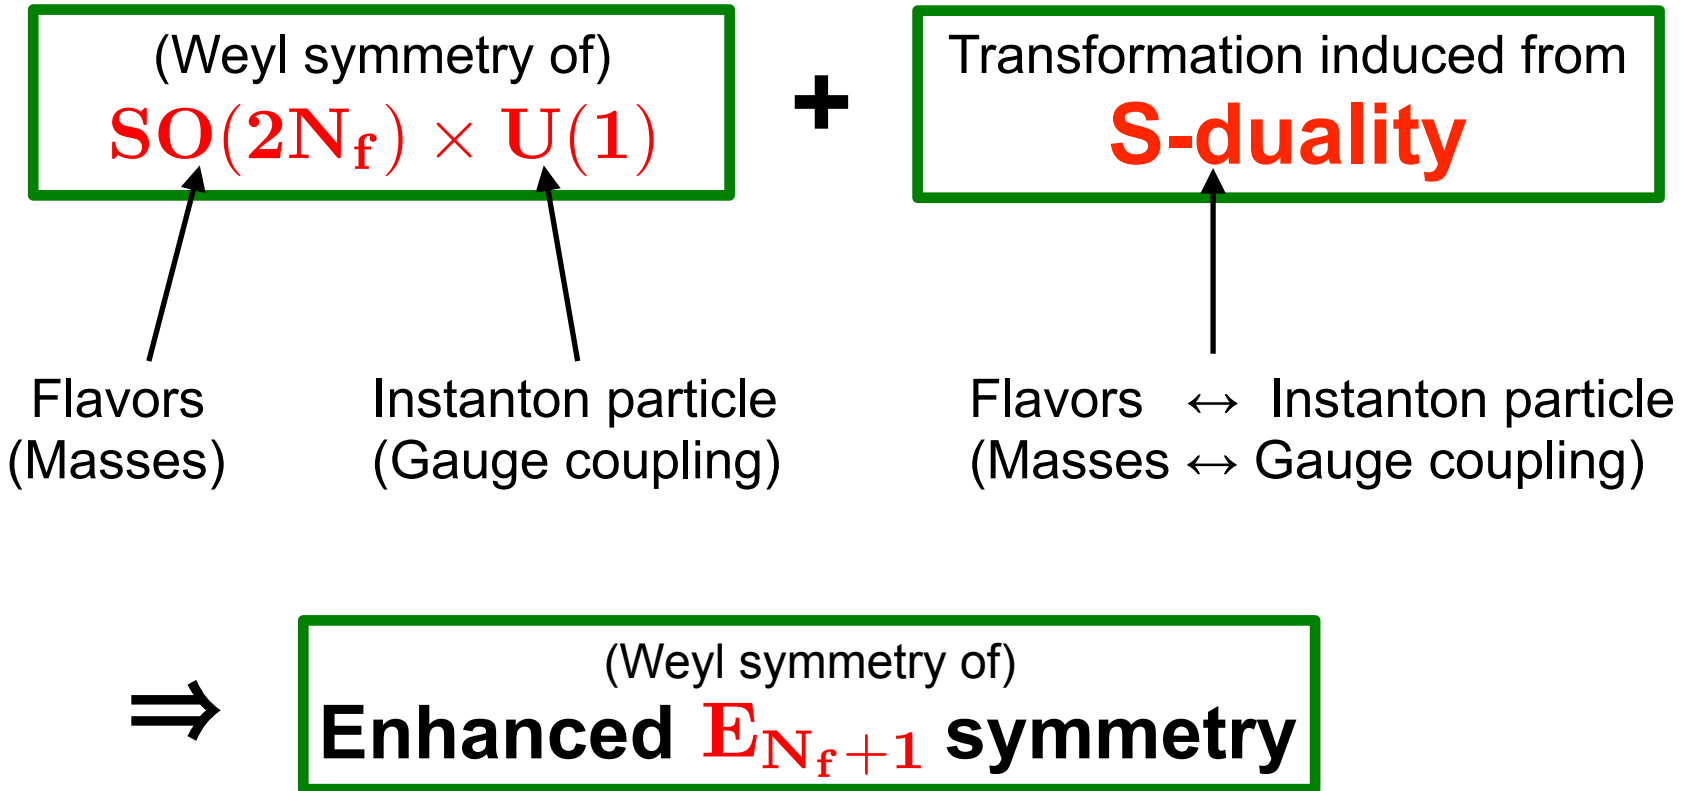 (Weyl symmetry of)
SO(2N_f) × U(1)
+
Transformation induced from
S-duality
Flavors
(Masses)
Instanton particle
(Gauge coupling)
Flavors ↔ Instanton particle
(Masses ↔ Gauge coupling)
⇒
(Weyl symmetry of)
Enhanced E_{N_f+1} symmetry